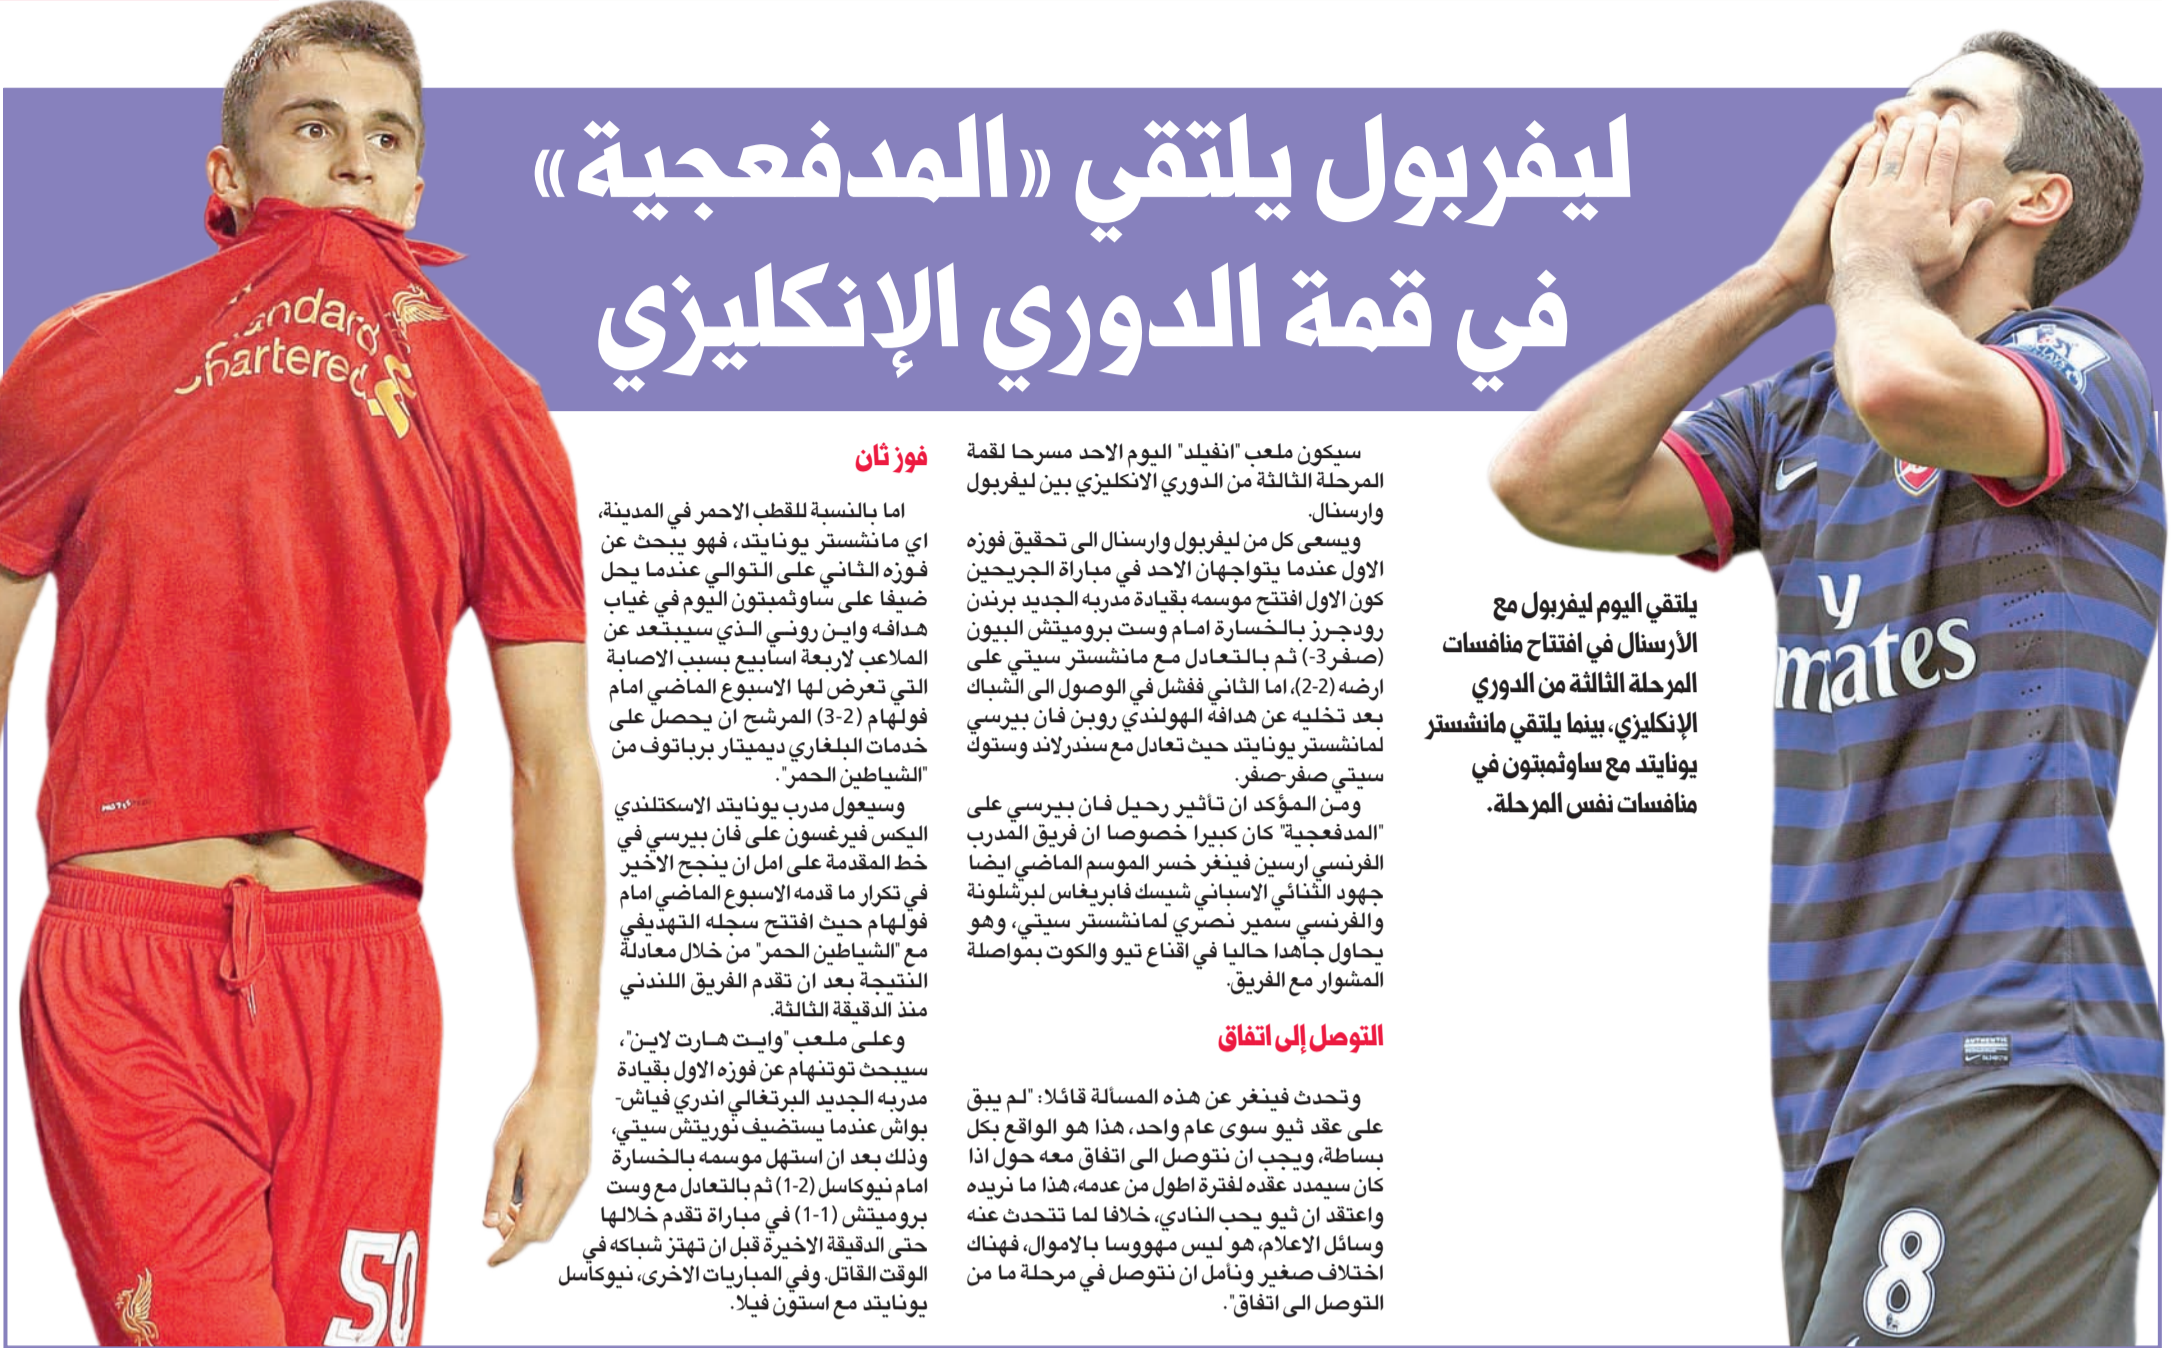 ليفربول يلتقي «المدفعجية»
في قمة الدوري الإنكليزي
يلتقي اليوم ليفربول مع
الأرسنال في افتتاح منافسات
المرحلة الثالثة من الدوري
الإنكليزي، بينما يلتقي مانشستر
يونايتد مع ساوثمبتون في
منافسات نفس المرحلة.
سيكون ملعب "انفيلد" اليوم الاحد مسرحا لقمة
المرحلة الثالثة من الدوري الانكليزي بين ليفربول
وارسنال.
ويسعى كل من ليفربول وارسنال الى تحقيق فوزه
الاول عندما يتواجهان الاحد في مباراة الجريحين
كون الاول افتتح موسمه بقيادة مدربه الجديد برندن
رودجرز بالخسارة امام وست بروميتش البيون
(صفر3-) ثم بالتعادل مع مانشستر سيتي على
ارضه (2-2)، اما الثاني ففشل في الوصول الى الشباك
بعد تخليه عن هدافه الهولندي روبن فان بيرسي
لمانشستر يونايتد حيث تعادل مع سندرلاند وستوك
سيتي صفر-صفر.
ومن المؤكد ان تأثير رحيل فان بيرسي على
"المدفعجية" كان كبيرا خصوصا ان فريق المدرب
الفرنسي ارسين فينغر خسر الموسم الماضي ايضا
جهود الثنائي الاسباني شيسك فابريغاس لبرشلونة
والفرنسي سمير نصري لمانشستر سيتي، وهو
يحاول جاهدا حاليا في اقناع تيو والكوت بمواصلة
المشوار مع الفريق.
التوصل إلى اتفاق
وتحدث فينغر عن هذه المسألة قائلا: "لم يبق
على عقد ثيو سوى عام واحد، هذا هو الواقع بكل
بساطة، ويجب ان نتوصل الى اتفاق معه حول اذا
كان سيمدد عقده لفترة اطول من عدمه، هذا ما نريده
واعتقد ان ثيو يحب النادي، خلافا لما تتحدث عنه
وسائل الاعلام، هو ليس مهووسا بالاموال، فهناك
اختلاف صغير ونأمل ان نتوصل في مرحلة ما من
التوصل الى اتفاق".
فوز ثان
اما بالنسبة للقطب الاحمر في المدينة،
اي مانشستر يونايتد، فهو يبحث عن
فوزه الثاني على التوالي عندما يحل
ضيفا على ساوثمبتون اليوم في غياب
هدافه واين روني الذي سيبتعد عن
الملاعب لاربعة اسابيع بسبب الاصابة
التي تعرض لها الاسبوع الماضي امام
فولهام (2-3) المرشح ان يحصل على
خدمات البلغاري ديميتار برباتوف من
"الشياطين الحمر".
وسيعول مدرب يونايتد الاسكتلندي
اليكس فيرغسون على فان بيرسي في
خط المقدمة على امل ان ينجح الاخير
في تكرار ما قدمه الاسبوع الماضي امام
فولهام حيث افتتح سجله التهديفي
مع "الشياطين الحمر" من خلال معادلة
النتيجة بعد ان تقدم الفريق اللندني
منذ الدقيقة الثالثة.
وعلى ملعب "وايت هارت لاين"،
سيبحث توتنهام عن فوزه الاول بقيادة
مدربه الجديد البرتغالي اندري فياش-
بواش عندما يستضيف نوريتش سيتي،
وذلك بعد ان استهل موسمه بالخسارة
امام نيوكاسل (2-1) ثم بالتعادل مع وست
بروميتش (1-1) في مباراة تقدم خلالها
حتى الدقيقة الاخيرة قبل ان تهتز شباكه في
الوقت القاتل. وفي المباريات الاخرى، نيوكاسل
يونايتد مع استون فيلا.
50
8